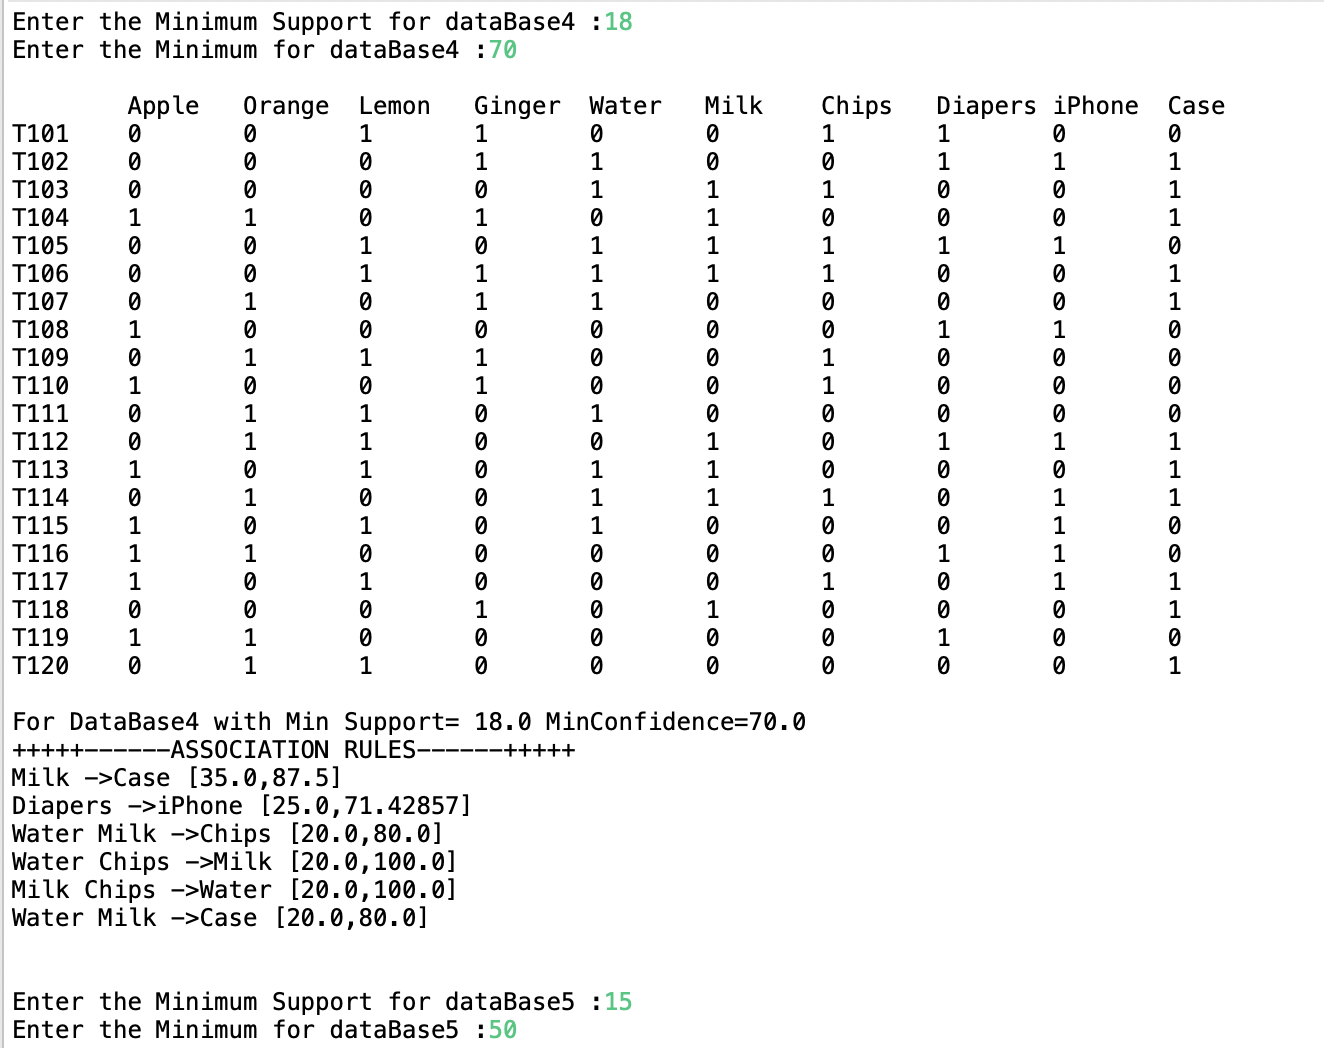 Enter the Minimum Support for dataBase4 :18
Enter the Minimum for dataBase4 :70
Apple Orange Lemon Ginger Water Milk Chips Diapers iPhone Case
T101 0 0 1 1 0 0 1 1 0 0
T102 0 0 0 1 1 0 0 1 1 1
T103 0 0 0 0 1 1 1 0 0 1
T104 1 1 0 1 0 1 0 0 0 1
T105 0 0 1 0 1 1 1 1 1 0
T106 0 0 1 1 1 1 1 0 0 1
T107 0 1 0 1 1 0 0 0 0 1
T108 1 0 0 0 0 0 0 1 1 0
T109 0 1 1 1 0 0 1 0 0 0
T110 1 0 0 1 0 0 1 0 0 0
T111 0 1 1 0 1 0 0 0 0 0
T112 0 1 1 0 0 1 0 1 1 1
T113 1 0 1 0 1 1 0 0 0 1
T114 0 1 0 0 1 1 1 0 1 1
T115 1 0 1 0 1 0 0 0 1 0
T116 1 1 0 0 0 0 0 1 1 0
T117 1 0 1 0 0 0 1 0 1 1
T118 0 0 0 1 0 1 0 0 0 1
T119 1 1 0 0 0 0 0 1 0 0
T120 0 1 1 0 0 0 0 0 0 1
For DataBase4 with Min Support= 18.0 MinConfidence=70.0
+++++------ASSOCIATION RULES------+++++
Milk ->Case [35.0,87.5]
Diapers ->iPhone [25.0,71.42857]
Water Milk ->Chips [20.0,80.0]
Water Chips ->Milk [20.0,100.0]
Milk Chips ->Water [20.0,100.0]
Water Milk ->Case [20.0,80.0]
Enter the Minimum Support for dataBase5 :15
Enter the Minimum for dataBase5 :50